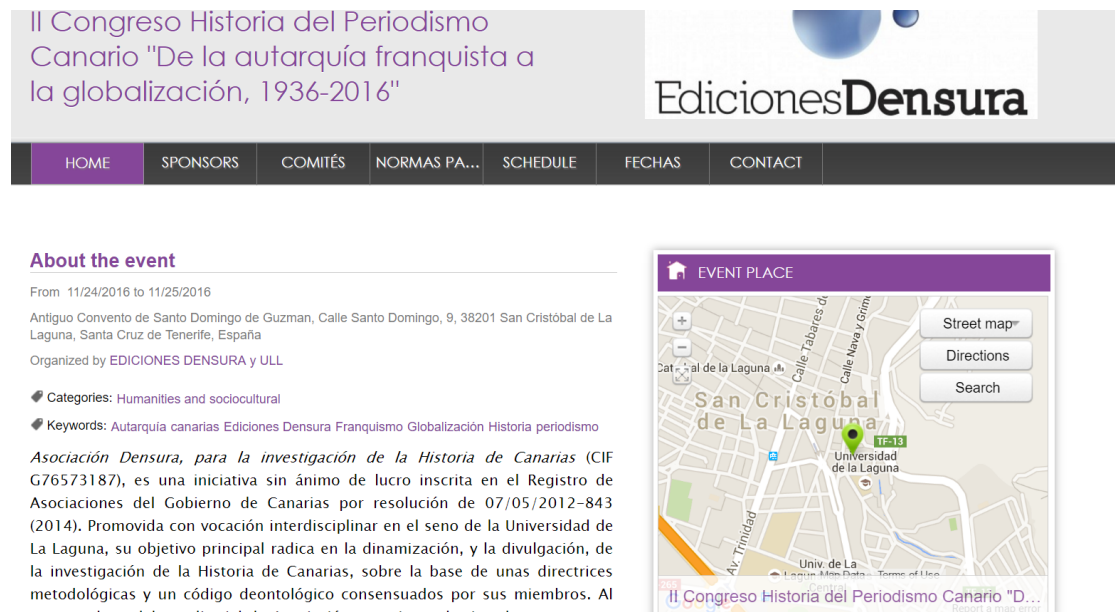 II Congreso Historia del Periodismo
Canario "De la autarquía franquista a
la globalización, 1936-2016"
EdicionesDensura
HOME
SPONSORS
COMITÉS
NORMAS PA...
SCHEDULE
FECHAS
CONTACT
About the event
From 11/24/2016 to 11/25/2016
Antiguo Convento de Santo Domingo de Guzman, Calle Santo Domingo, 9, 38201 San Cristóbal de La
Laguna, Santa Cruz de Tenerife, España
Organized by EDICIONES DENSURA y ULL
Categories: Humanities and sociocultural
Keywords: Autarquía canarias Ediciones Densura Franquismo Globalización Historia periodismo
Asociación Densura, para la investigación de la Historia de Canarias (CIF
G76573187), es una iniciativa sin ánimo de lucro inscrita en el Registro de
Asociaciones del Gobierno de Canarias por resolución de 07/05/2012-843
(2014). Promovida con vocación interdisciplinar en el seno de la Universidad de
La Laguna, su objetivo principal radica en la dinamización, y la divulgación, de
la investigación de la Historia de Canarias, sobre la base de unas directrices
metodológicas y un código deontológico consensuados por sus miembros. Al
EVENT PLACE
Street map
Directions
Search
Calle Tabares de
Calle Nava y Grim
de la Laguna
San Cristóbal
de La Laguna
TF-13
Universidad
de la Laguna
Av. Trinidad
Univ. de La
Laguna Map Data Terms of Use
II Congreso Historia del Periodismo Canario "D...
Report a map error